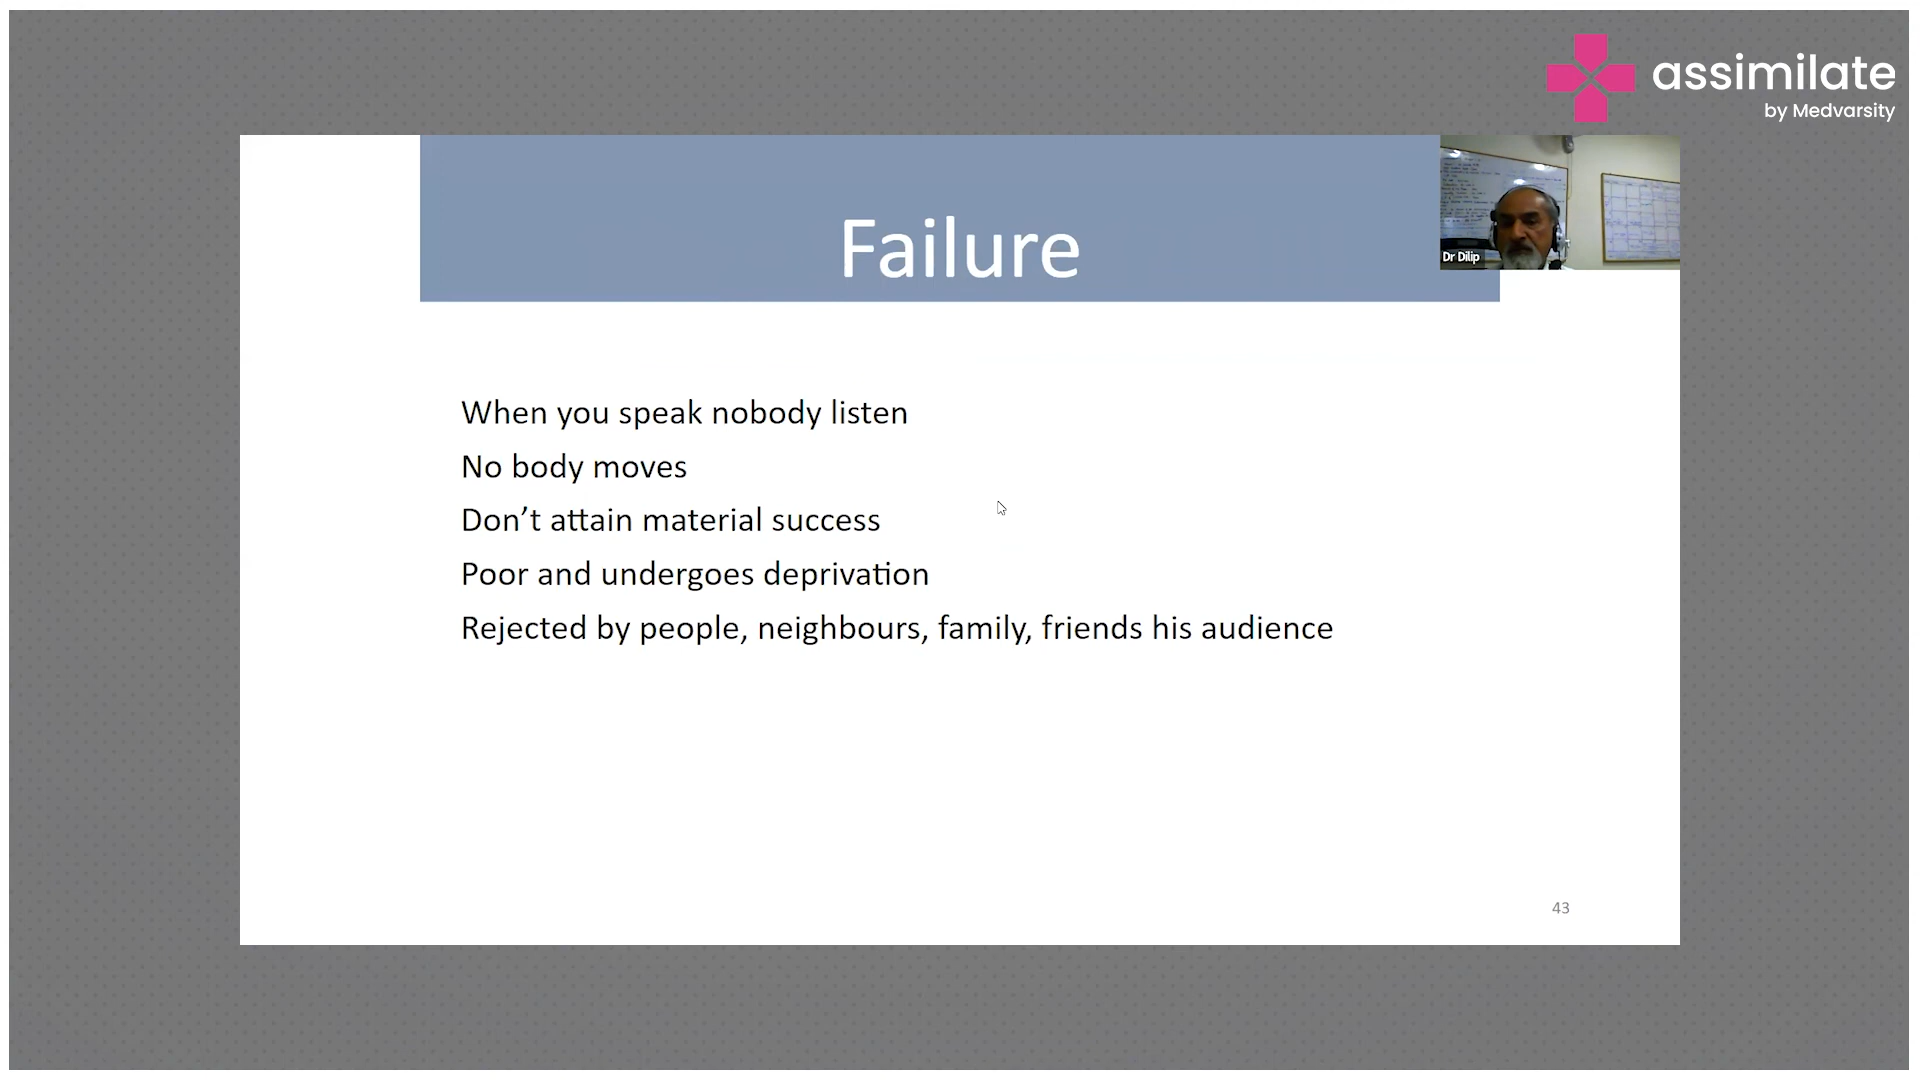 assimilate
by Medvarsity
Failure
Dr Dilip
When you speak nobody listen
No body moves
Don’t attain material success
Poor and undergoes deprivation
Rejected by people, neighbours, family, friends his audience
43